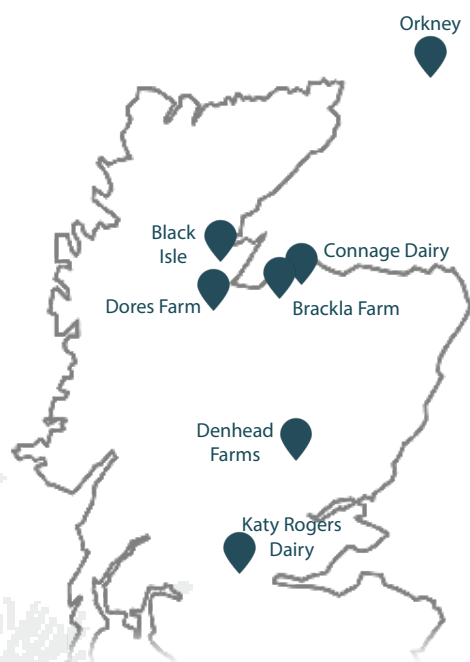 Orkney
Black
Isle
Connage Dairy
Dores Farm
Brackla Farm
Denhead
Farms
Katy Rogers
Dairy